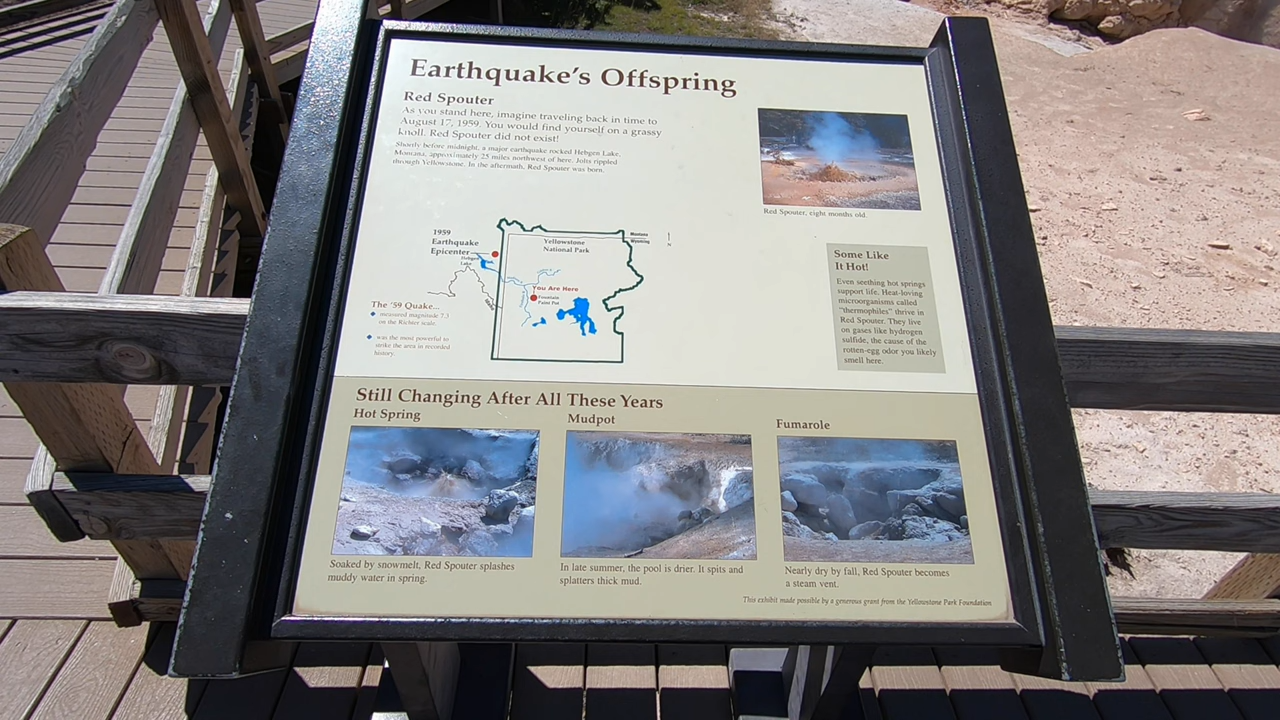 Earthquake's Offspring
Red Spouter
As you stand here, imagine traveling back in time to
August 17, 1959. You would find yourself on a grassy
knoll. Red Spouter did not exist!
Shortly before midnight, a major earthquake rocked Hebgen Lake,
Montana, approximately 25 miles northwest of here. Jolts rippled
through Yellowstone. In the aftermath, Red Spouter was born.
Red Spouter, eight months old.
1959
Earthquake
Epicenter
Hebgen
Lake
Yellowstone
National Park
Montana
Wyoming
N
You Are Here
Fountain
Paint Pot
The '59 Quake...
measured magnitude 7.3
on the Richter scale.
was the most powerful to
strike the area in recorded
history.
Some Like
It Hot!
Even seething hot springs
support life. Heat-loving
microorganisms called
"thermophiles" thrive in
Red Spouter. They live
on gases like hydrogen
sulfide, the cause of the
rotten-egg odor you likely
smell here.
Still Changing After All These Years
Hot Spring
Soaked by snowmelt, Red Spouter splashes
muddy water in spring.
Mudpot
In late summer, the pool is drier. It spits and
splatters thick mud.
Fumarole
Nearly dry by fall, Red Spouter becomes
a steam vent.
This exhibit made possible by a generous grant from the Yellowstone Park Foundation